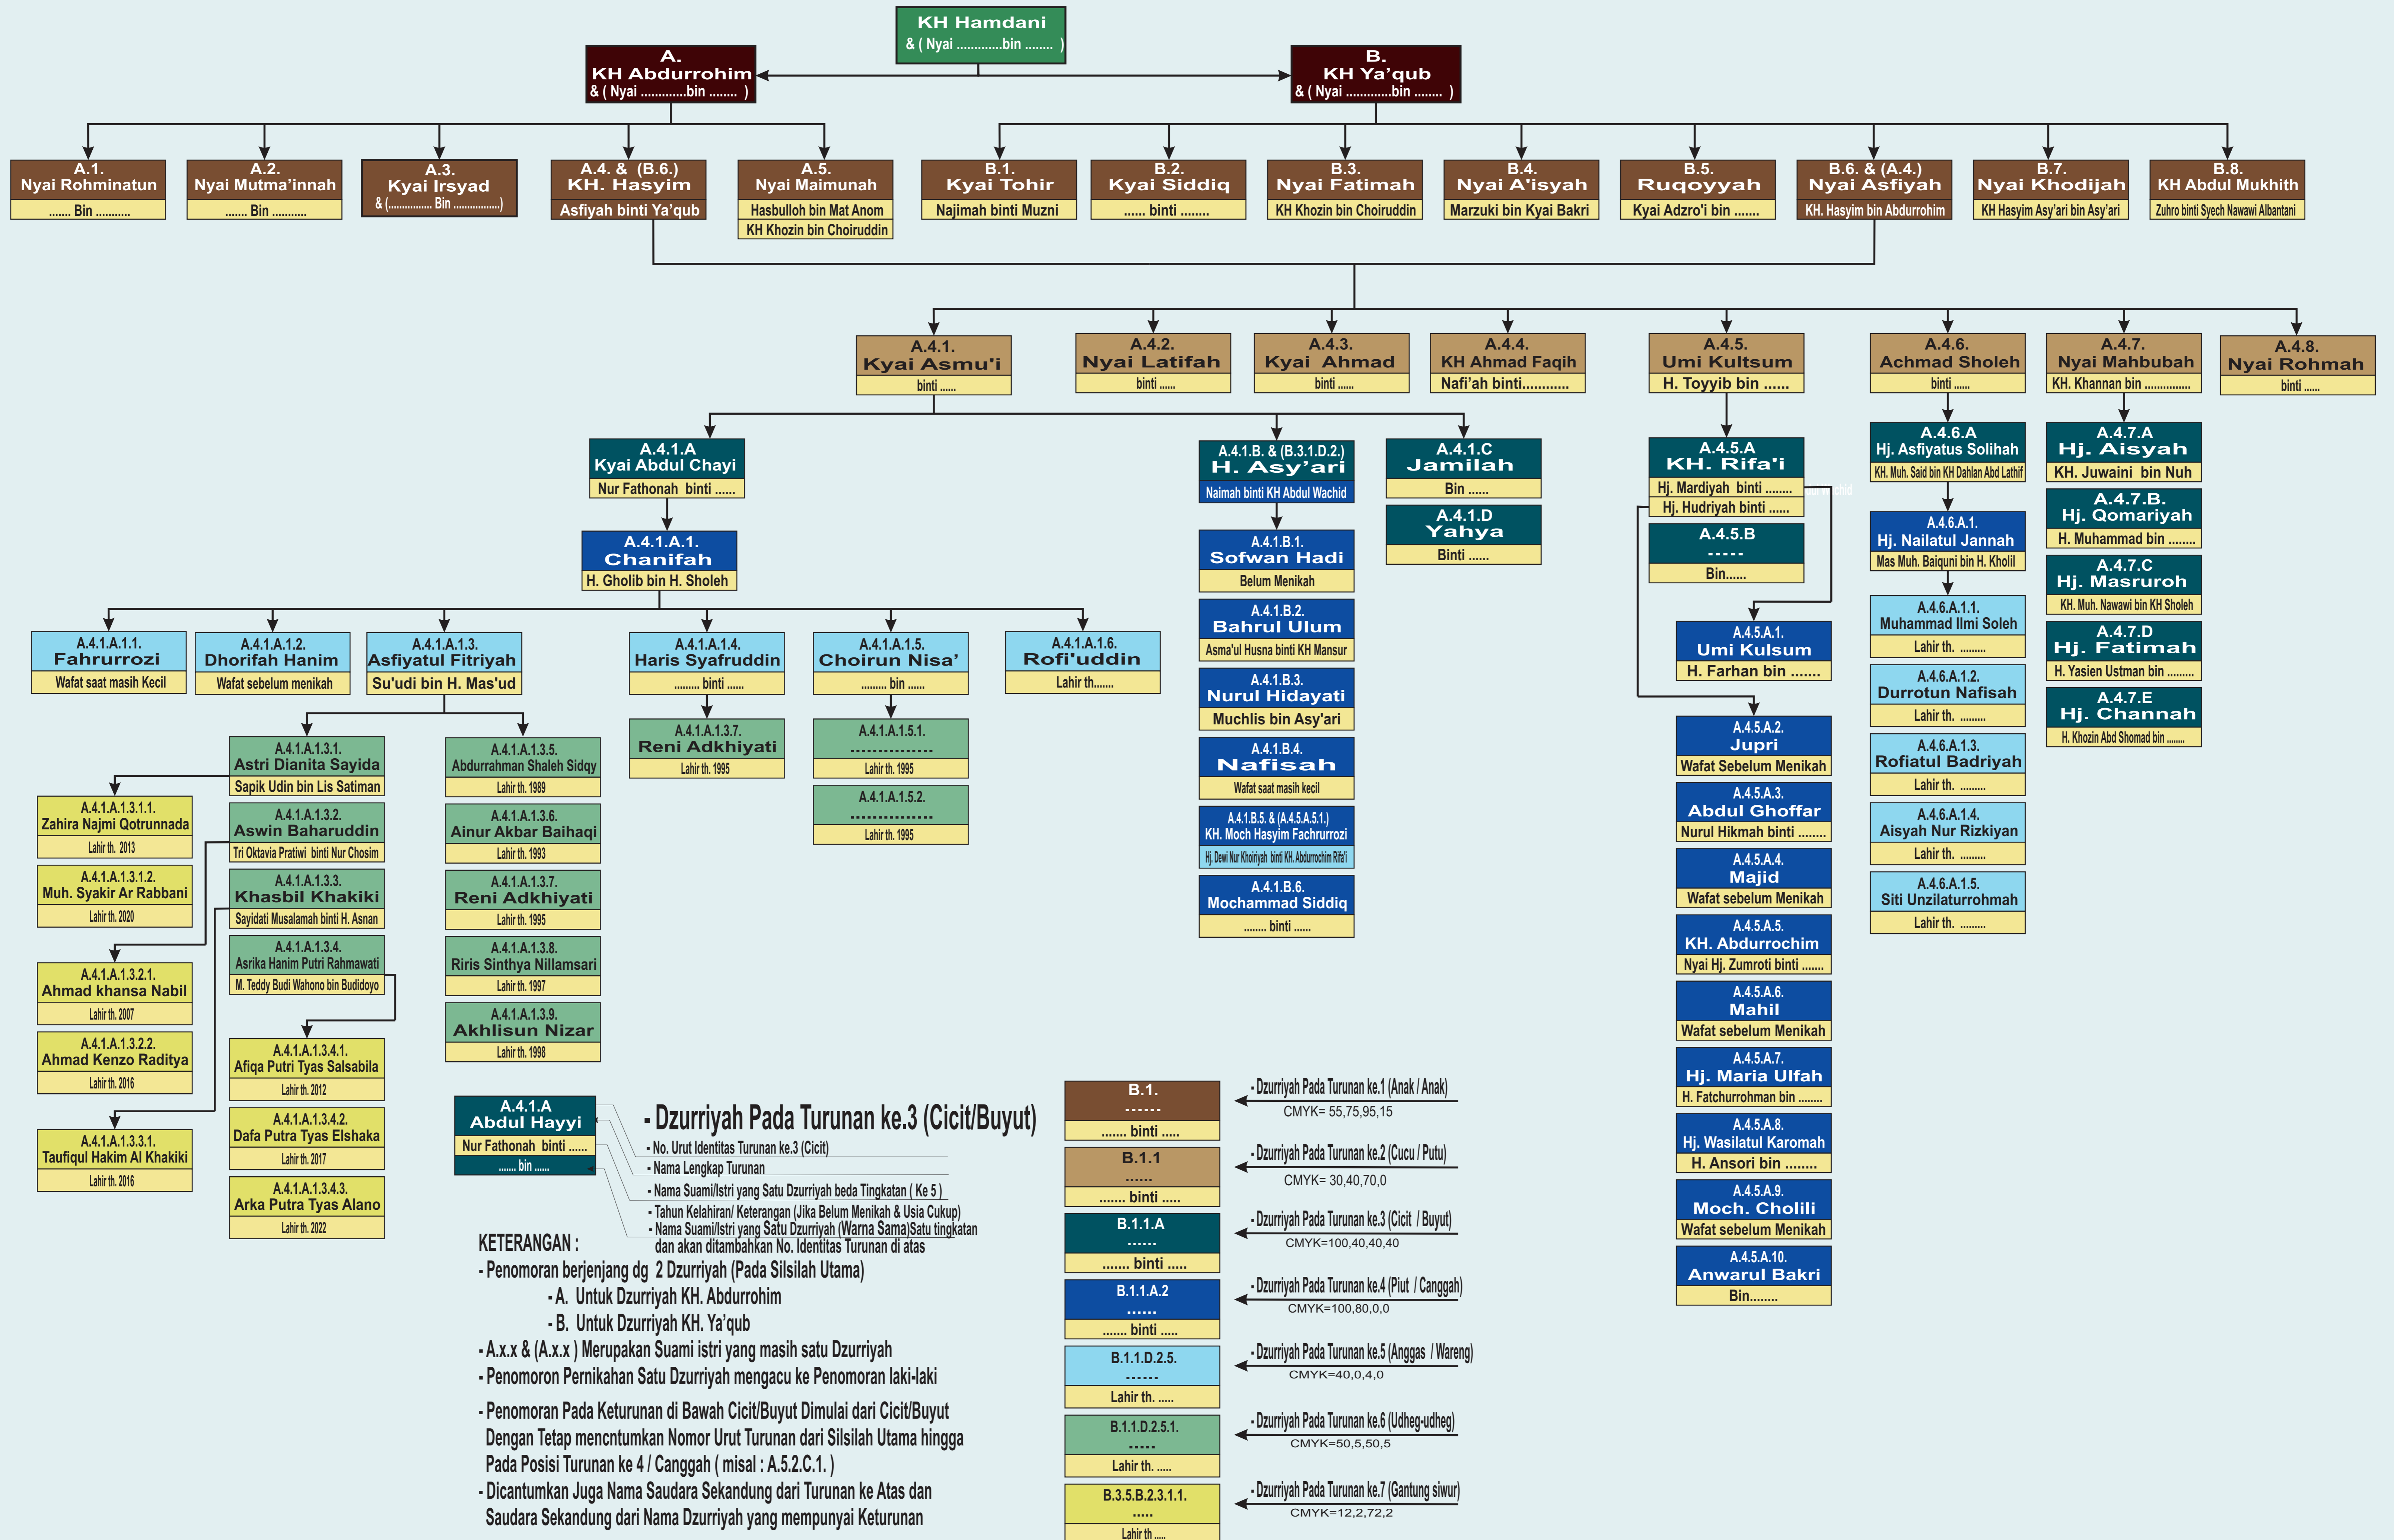 KH Hamdani
& ( Nyai .............bin ........ )
A.
KH Abdurrohim
& ( Nyai .............bin ........ )
B.
KH Ya’qub
& ( Nyai .............bin ........ )
A.1.
Nyai Rohminatun
....... Bin ...........
A.2.
Nyai Mutma’innah
....... Bin ...........
A.3.
Kyai Irsyad
& (............... Bin ................)
A.4. & (B.6.)
KH. Hasyim
Asfiyah binti Ya’qub
A.5.
Nyai Maimunah
Hasbulloh bin Mat Anom
KH Khozin bin Choiruddin
B.1.
Kyai Tohir
Najimah binti Muzni
B.2.
Kyai Siddiq
...... binti ........
B.3.
Nyai Fatimah
KH Khozin bin Choiruddin
B.4.
Nyai A'isyah
Marzuki bin Kyai Bakri
B.5.
Ruqoyyah
Kyai Adzro'i bin .......
B.6. & (A.4.)
Nyai Asfiyah
KH. Hasyim bin Abdurrohim
B.7.
Nyai Khodijah
KH Hasyim Asy’ari bin Asy’ari
B.8.
KH Abdul Mukhith
Zuhro binti Syech Nawawi Albantani
A.4.1.
Kyai Asmu'i
binti ......
A.4.2.
Nyai Latifah
binti ......
A.4.3.
Kyai Ahmad
binti ......
A.4.4.
KH Ahmad Faqih
Nafi’ah binti............
A.4.5.
Umi Kultsum
H. Toyyib bin ......
A.4.6.
Achmad Sholeh
binti ......
A.4.7.
Nyai Mahbubah
KH. Khannan bin ...............
A.4.8.
Nyai Rohmah
binti ......
A.4.1.A
Kyai Abdul Chayi
Nur Fathonah binti ......
A.4.1.B. & (B.3.1.D.2.)
H. Asy’ari
Naimah binti KH Abdul Wachid
A.4.1.C
Jamilah
Bin ......
A.4.1.D
Yahya
Binti ......
A.4.5.A
KH. Rifa'i
Hj. Mardiyah binti ........
Hj. Hudriyah binti ......
A.4.5.B
-----
Bin......
A.4.6.A
Hj. Asfiyatus Solihah
KH. Muh. Said bin KH Dahlan Abd Lathif
A.4.6.A.1.
Hj. Nailatul Jannah
Mas Muh. Baiquni bin H. Kholil
A.4.7.A
Hj. Aisyah
KH. Juwaini bin Nuh
A.4.7.B.
Hj. Qomariyah
H. Muhammad bin ........
A.4.7.C
Hj. Masruroh
KH. Muh. Nawawi bin KH Sholeh
A.4.7.D
Hj. Fatimah
H. Yasien Ustman bin .........
A.4.7.E
Hj. Channah
H. Khozin Abd Shomad bin ........
A.4.1.A.1.
Chanifah
H. Gholib bin H. Sholeh
A.4.1.A.1.1.
Fahrurrozi
Wafat saat masih Kecil
A.4.1.A.1.2.
Dhorifah Hanim
Wafat sebelum menikah
A.4.1.A.1.3.
Asfiyatul Fitriyah
Su'udi bin H. Mas'ud
A.4.1.A.1.4.
Haris Syafruddin
......... binti ......
A.4.1.A.1.5.
Choirun Nisa’
......... bin ......
A.4.1.A.1.6.
Rofi'uddin
Lahir th.......
A.4.1.A.1.3.1.
Astri Dianita Sayida
Sapik Udin bin Lis Satiman
A.4.1.A.1.3.2.
Aswin Baharuddin
Tri Oktavia Pratiwi binti Nur Chosim
A.4.1.A.1.3.3.
Khasbil Khakiki
Sayidati Musalamah binti H. Asnan
A.4.1.A.1.3.4.
Asrika Hanim Putri Rahmawati
M. Teddy Budi Wahono bin Budidoyo
A.4.1.A.1.3.5.
Abdurrahman Shaleh Sidqy
Lahir th. 1989
A.4.1.A.1.3.6.
Ainur Akbar Baihaqi
Lahir th. 1993
A.4.1.A.1.3.7.
Reni Adkhiyati
Lahir th. 1995
A.4.1.A.1.3.8.
Riris Sinthya Nillamsari
Lahir th. 1997
A.4.1.A.1.3.9.
Akhlisun Nizar
Lahir th. 1998
A.4.1.A.1.3.7.
Reni Adkhiyati
Lahir th. 1995
A.4.1.A.1.5.1.
..............
Lahir th. 1995
A.4.1.A.1.5.2.
..............
Lahir th. 1995
A.4.1.A.1.3.1.1.
Zahira Najmi Qotrunnada
Lahir th. 2013
A.4.1.A.1.3.1.2.
Muh. Syakir Ar Rabbani
Lahir th. 2020
A.4.1.A.1.3.2.1.
Ahmad khansa Nabil
Lahir th. 2007
A.4.1.A.1.3.2.2.
Ahmad Kenzo Raditya
Lahir th. 2016
A.4.1.A.1.3.3.1.
Taufiqul Hakim Al Khakiki
Lahir th. 2016
A.4.1.A.1.3.4.1.
Afiqa Putri Tyas Salsabila
Lahir th. 2012
A.4.1.A.1.3.4.2.
Dafa Putra Tyas Elshaka
Lahir th. 2017
A.4.1.A.1.3.4.3.
Arka Putra Tyas Alano
Lahir th. 2022
A.4.1.B.1.
Sofwan Hadi
Belum Menikah
A.4.1.B.2.
Bahrul Ulum
Asma'ul Husna binti KH Mansur
A.4.1.B.3.
Nurul Hidayati
Muchlis bin Asy'ari
A.4.1.B.4.
Nafisah
Wafat saat masih kecil
A.4.1.B.5. & (A.4.5.A.5.1.)
KH. Moch Hasyim Fachrurrozi
Hj. Dewi Nur Khoiriyah binti KH. Abdurrochim Rifa'i
A.4.1.B.6.
Mochammad Siddiq
........ binti ......
A.4.5.A.1.
Umi Kulsum
H. Farhan bin .......
A.4.5.A.2.
Jupri
Wafat Sebelum Menikah
A.4.5.A.3.
Abdul Ghoffar
Nurul Hikmah binti ........
A.4.5.A.4.
Majid
Wafat sebelum Menikah
A.4.5.A.5.
KH. Abdurrochim
Nyai Hj. Zumroti binti .......
A.4.5.A.6.
Mahil
Wafat sebelum Menikah
A.4.5.A.7.
Hj. Maria Ulfah
H. Fatchurrohman bin ........
A.4.5.A.8.
Hj. Wasilatul Karomah
H. Ansori bin ........
A.4.5.A.9.
Moch. Cholili
Wafat sebelum Menikah
A.4.5.A.10.
Anwarul Bakri
Bin........
A.4.6.A.1.1.
Muhammad Ilmi Soleh
Lahir th. .........
A.4.6.A.1.2.
Durrotun Nafisah
Lahir th. .........
A.4.6.A.1.3.
Rofiatul Badriyah
Lahir th. .........
A.4.6.A.1.4.
Aisyah Nur Rizkiyan
Lahir th. .........
A.4.6.A.1.5.
Siti Unzilaturrohmah
Lahir th. .........
A.4.1.A
Abdul Hayyi
Nur Fathonah binti ......
....... bin ......
- Dzurriyah Pada Turunan ke.3 (Cicit/Buyut)
- No. Urut Identitas Turunan ke.3 (Cicit)
- Nama Lengkap Turunan
- Nama Suami/Istri yang Satu Dzurriyah beda Tingkatan ( Ke 5 )
- Tahun Kelahiran/ Keterangan (Jika Belum Menikah & Usia Cukup)
- Nama Suami/Istri yang Satu Dzurriyah (Warna Sama)Satu tingkatan
dan akan ditambahkan No. Identitas Turunan di atas
KETERANGAN :
- Penomoran berjenjang dg 2 Dzurriyah (Pada Silsilah Utama)
- A. Untuk Dzurriyah KH. Abdurrohim
- B. Untuk Dzurriyah KH. Ya’qub
- A.x.x & (A.x.x ) Merupakan Suami istri yang masih satu Dzurriyah
- Penomoron Pernikahan Satu Dzurriyah mengacu ke Penomoran laki-laki
- Penomoran Pada Keturunan di Bawah Cicit/Buyut Dimulai dari Cicit/Buyut
Dengan Tetap mencntumkan Nomor Urut Turunan dari Silsilah Utama hingga
Pada Posisi Turunan ke 4 / Canggah ( misal : A.5.2.C.1. )
- Dicantumkan Juga Nama Saudara Sekandung dari Turunan ke Atas dan
Saudara Sekandung dari Nama Dzurriyah yang mempunyai Keturunan
B.1.
------
....... binti .....
- Dzurriyah Pada Turunan ke.1 (Anak / Anak)
CMYK= 55,75,95,15
B.1.1
......
....... binti .....
- Dzurriyah Pada Turunan ke.2 (Cucu / Putu)
CMYK= 30,40,70,0
B.1.1.A
......
....... binti .....
- Dzurriyah Pada Turunan ke.3 (Cicit / Buyut)
CMYK=100,40,40,40
B.1.1.A.2
......
....... binti .....
- Dzurriyah Pada Turunan ke.4 (Piut / Canggah)
CMYK=100,80,0,0
B.1.1.D.2.5.
------
Lahir th. .....
- Dzurriyah Pada Turunan ke.5 (Anggas / Wareng)
CMYK=40,0,4,0
B.1.1.D.2.5.1.
-----
Lahir th. .....
- Dzurriyah Pada Turunan ke.6 (Udheg-udheg)
CMYK=50,5,50,5
B.3.5.B.2.3.1.1.
.....
Lahir th .....
- Dzurriyah Pada Turunan ke.7 (Gantung siwur)
CMYK=12,2,72,2